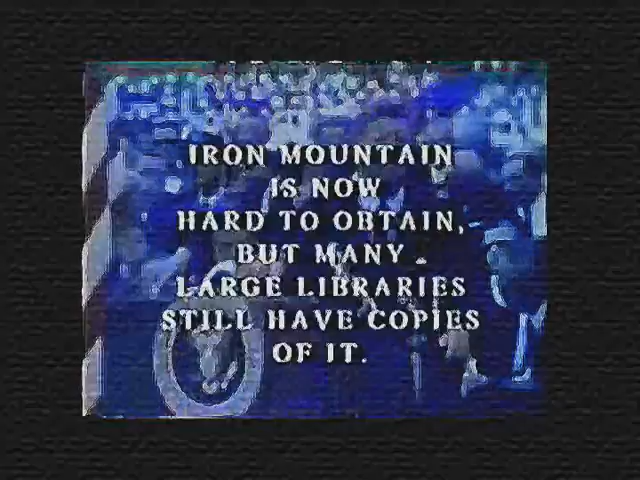 IRON MOUNTAIN
IS NOW
HARD TO OBTAIN,
BUT MANY
LARGE LIBRARIES
STILL HAVE COPIES
OF IT.